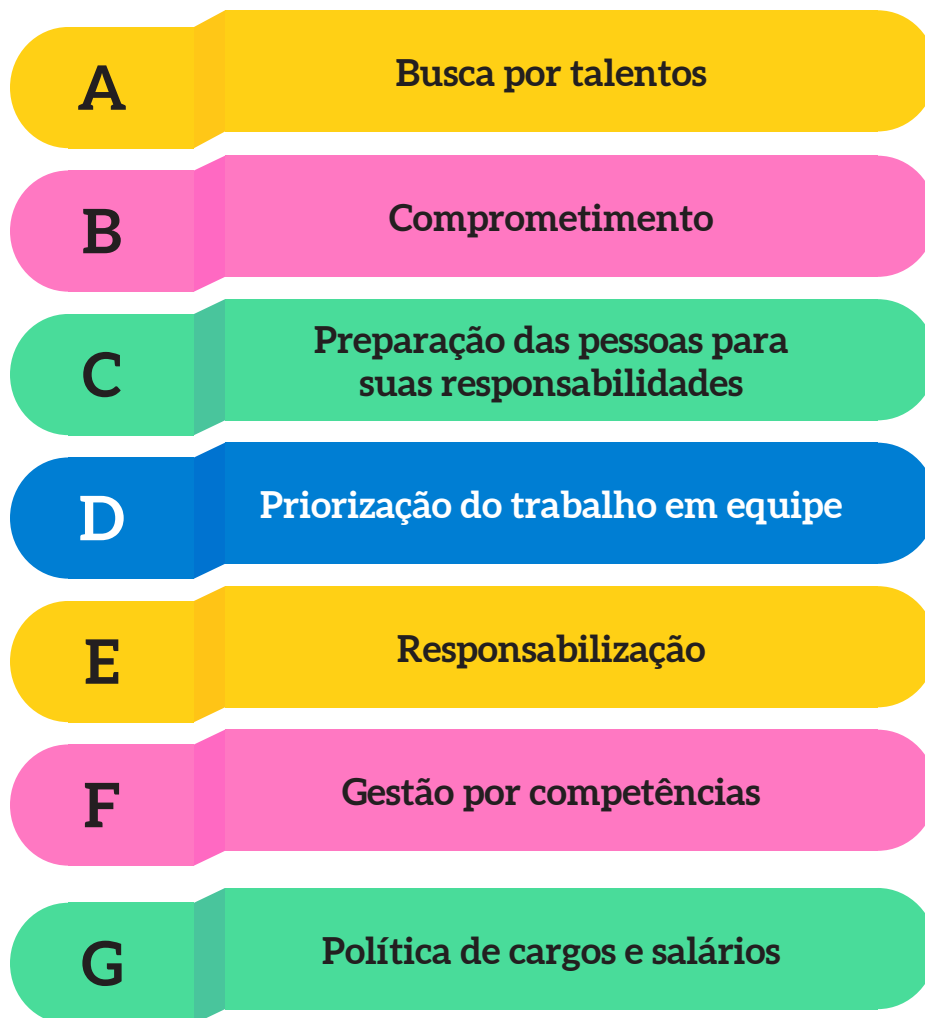 A
Busca por talentos
B
Comprometimento
C
Preparação das pessoas para
suas responsabilidades
D
Priorização do trabalho em equipe
E
Responsabilização
F
Gestão por competências
G
Política de cargos e salários